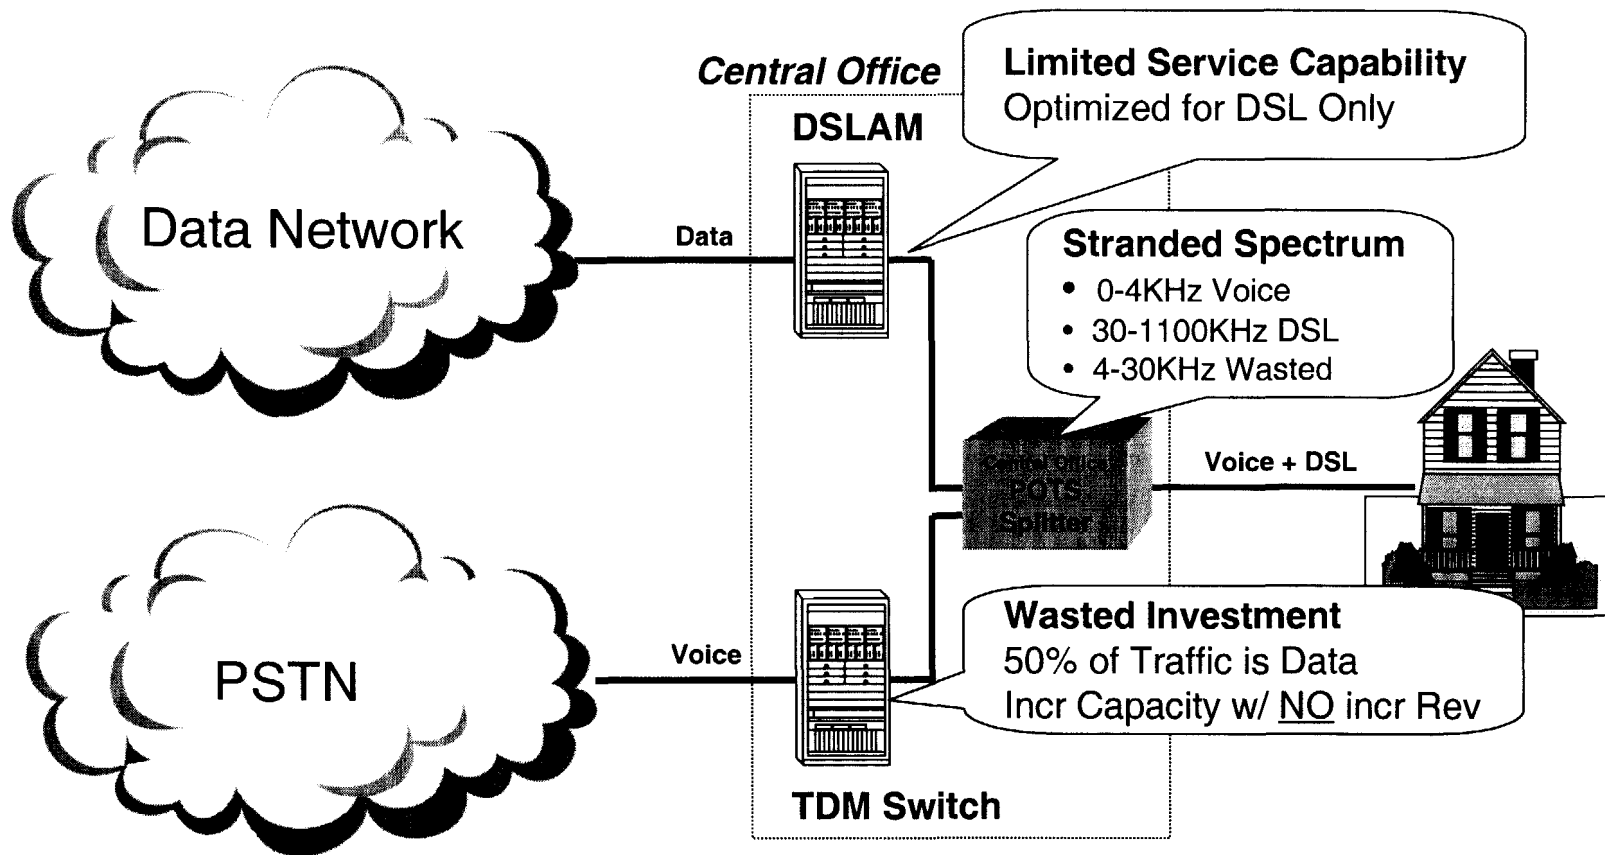 Central Office
DSLAM
Limited Service Capability
Optimized for DSL Only
Data Network
Data
Stranded Spectrum
• 0-4KHz Voice
• 30-1100KHz DSL
• 4-30KHz Wasted
Central Office
POTS
Splitter
Voice + DSL
PSTN
Voice
Wasted Investment
50% of Traffic is Data
Incr Capacity w/ NO incr Rev
TDM Switch